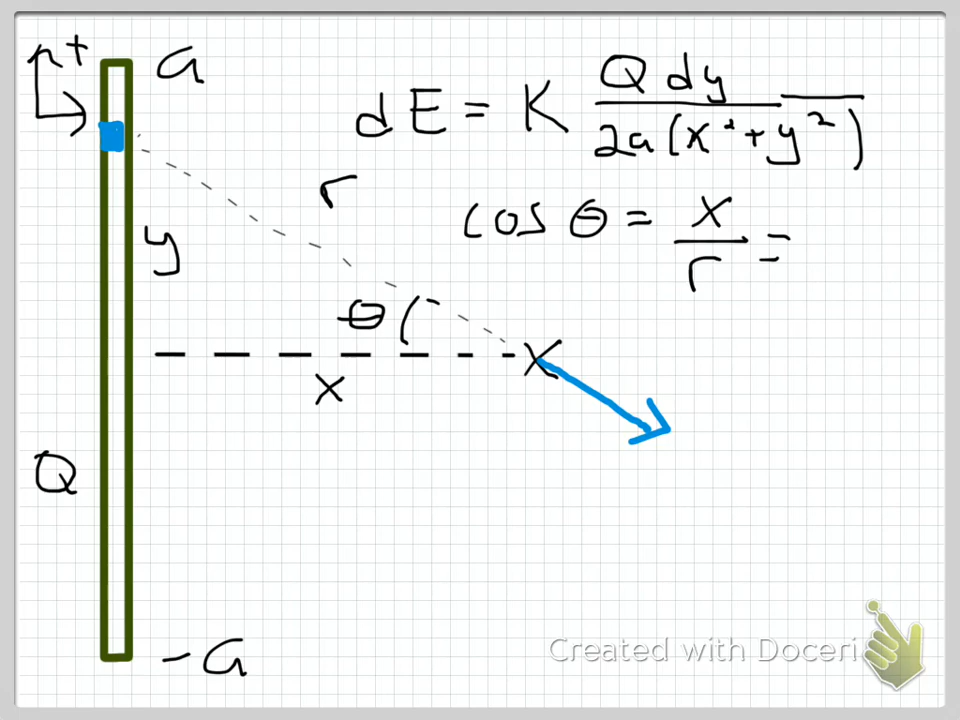 n+
a
dE = K Q dy / 2a(x² + y²)
r
cos θ = x / r =
y
θ
x
X
Q
Created with Doceri
-a